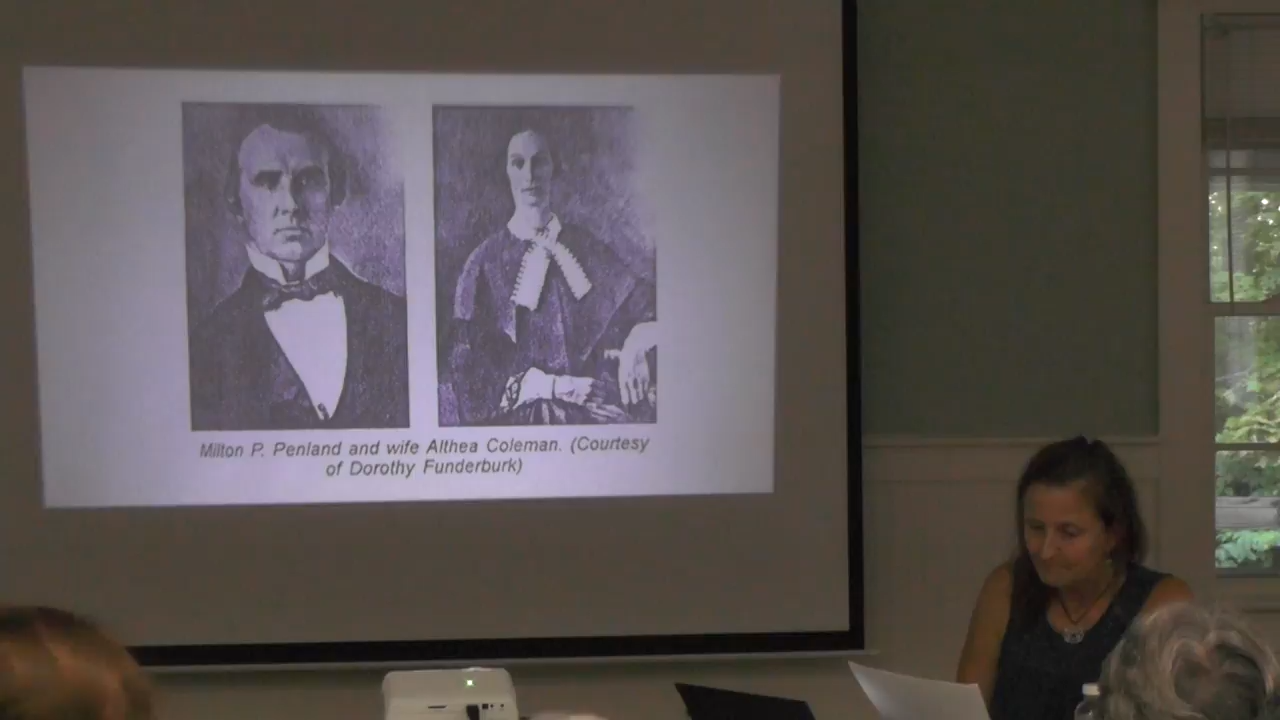 Milton P. Penland and wife Althea Coleman. (Courtesy
of Dorothy Funderburk)